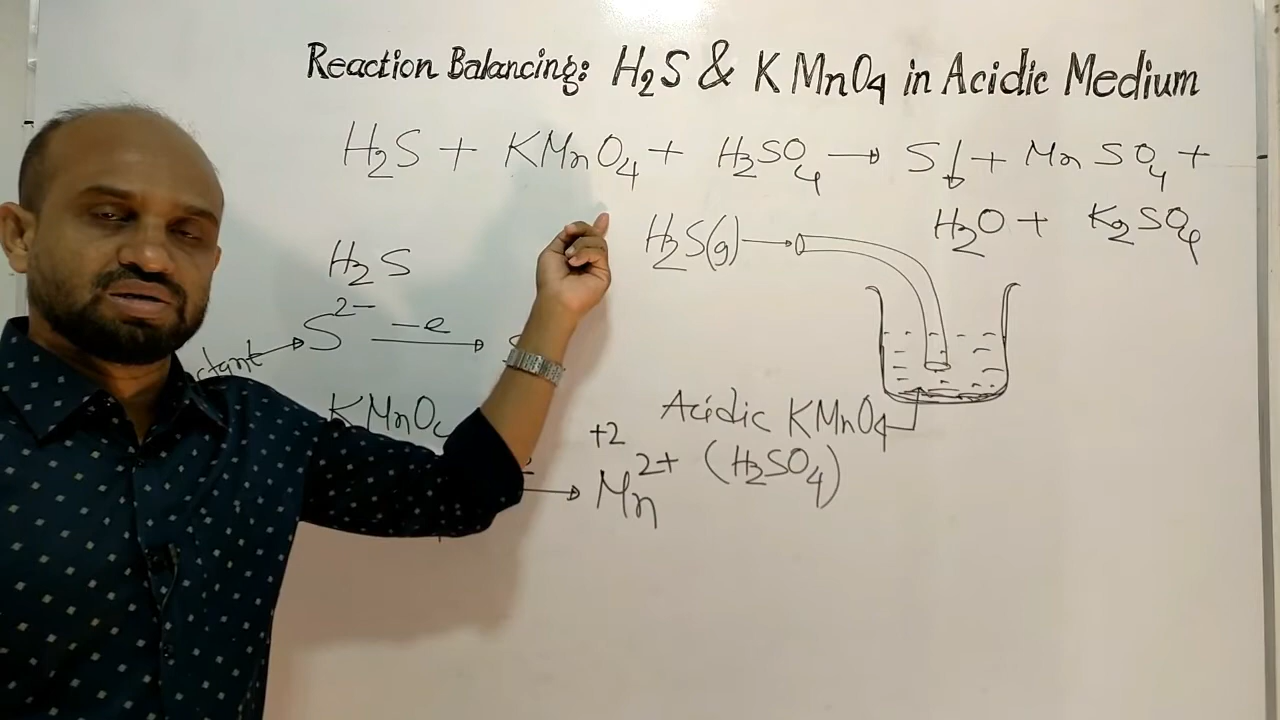 Reaction Balancing: H2S & KMnO4 in Acidic Medium
H2S + KMnO4 + H2SO4 → S↓ + MnSO4 +
H2O + K2SO4
H2S(g) →
H2S
S2− −e →
KMnO
Acidic KMnO4
+2
Mn2+ (H2SO4)